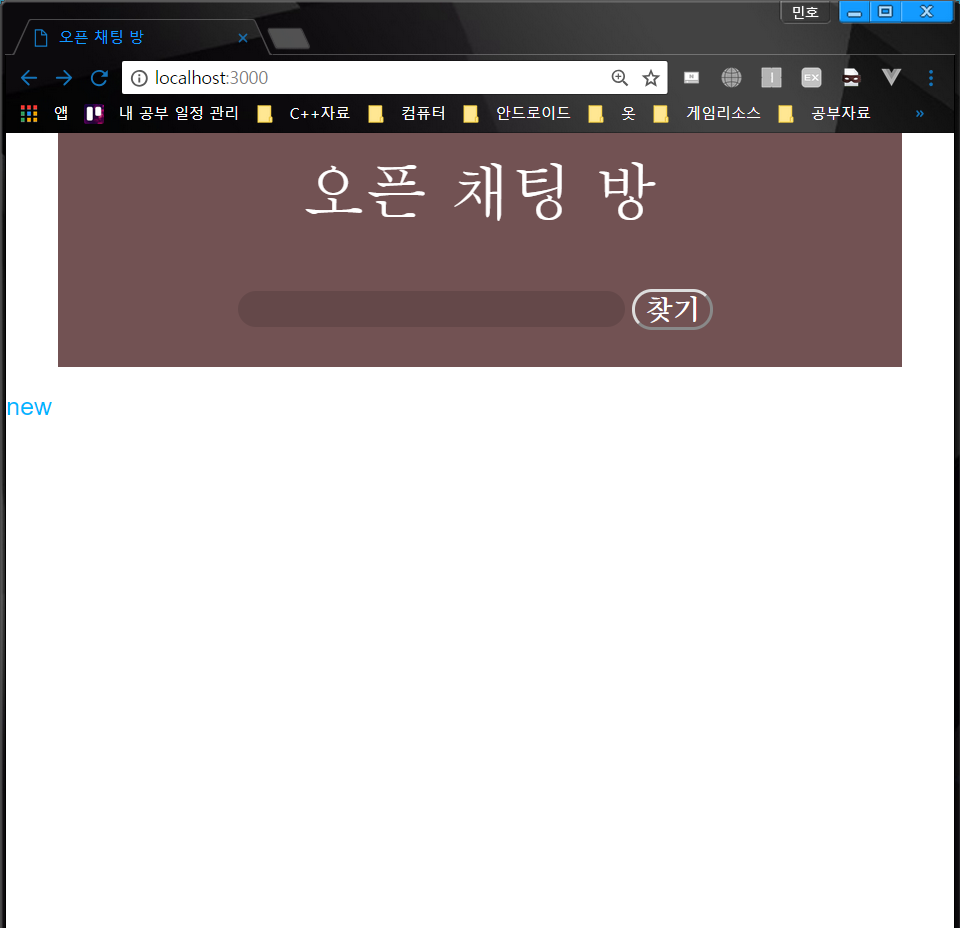 민호
오픈 채팅 방
localhost:3000
EX
앱 내 공부 일정 관리 C++자료 컴퓨터 안드로이드 옷 게임리소스 공부자료 »
오픈 채팅 방
찾기
new